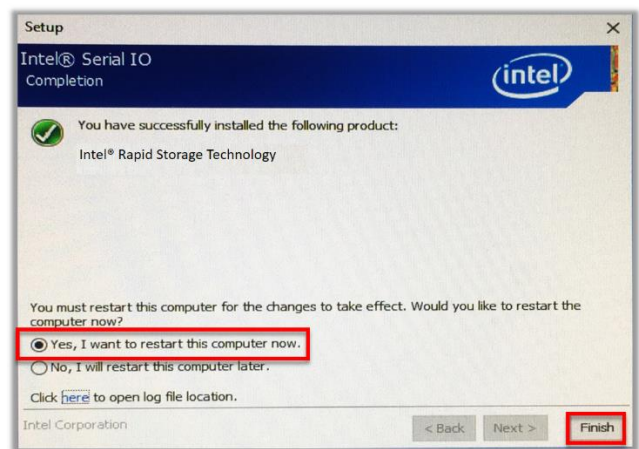 Setup
Intel® Serial IO
Completion
intel
You have successfully installed the following product:
Intel® Rapid Storage Technology
You must restart this computer for the changes to take effect. Would you like to restart the
computer now?
Yes, I want to restart this computer now.
No, I will restart this computer later.
Click here to open log file location.
Intel Corporation
< Back
Next >
Finish